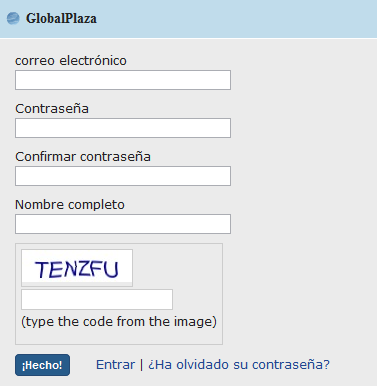 GlobalPlaza
correo electrónico
Contraseña
Confirmar contraseña
Nombre completo
TENZFU
(type the code from the image)
¡Hecho! Entrar | ¿Ha olvidado su contraseña?